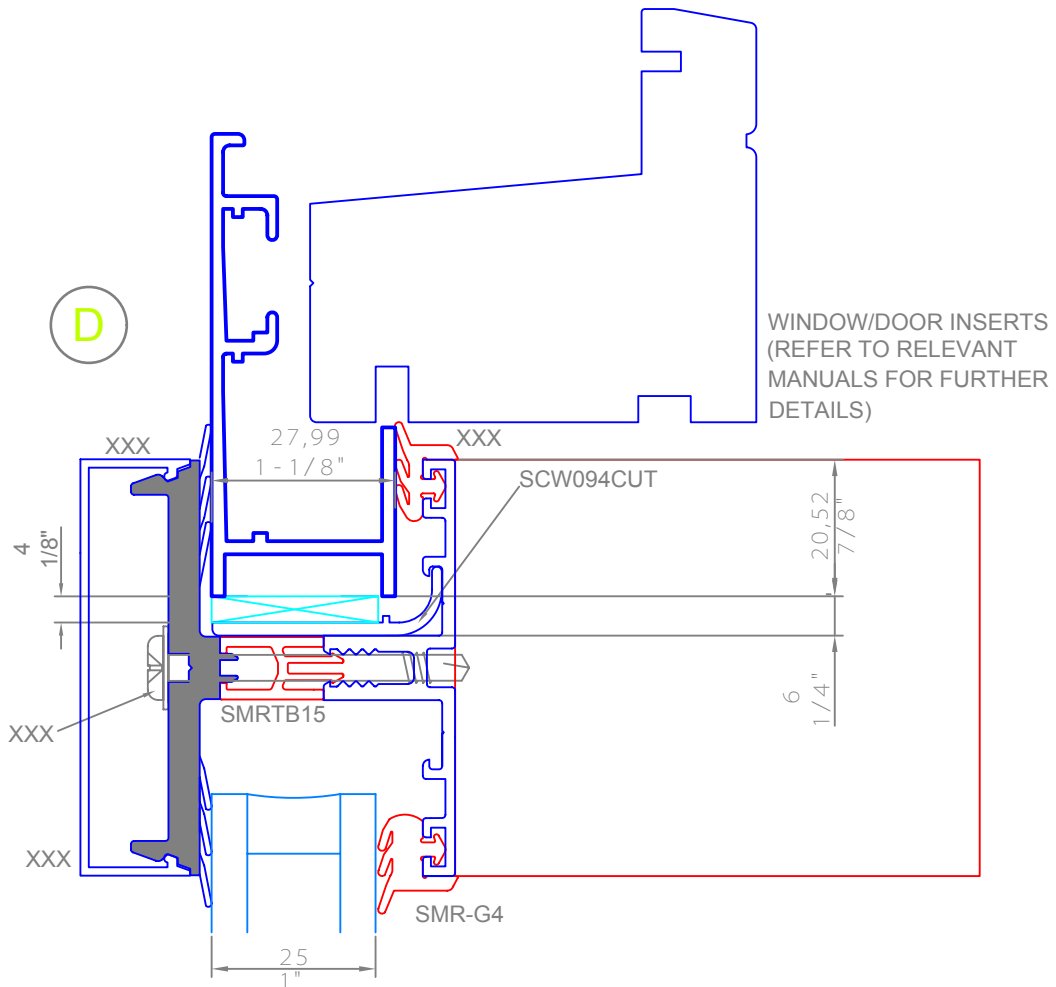 D
WINDOW/DOOR INSERTS
(REFER TO RELEVANT
MANUALS FOR FURTHER
DETAILS)
XXX
27,99
1-1/8"
XXX
SCW094CUT
4
1/8"
20,52
7/8"
6
1/4"
XXX
SMRTB15
XXX
SMR-G4
25
1"